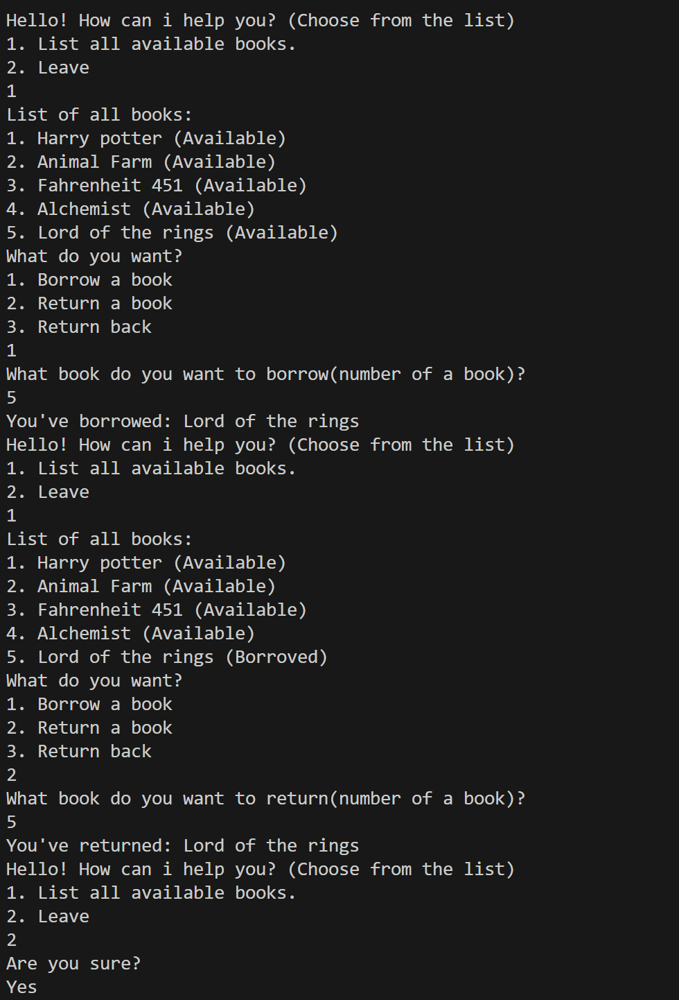 Hello! How can i help you? (Choose from the list)
1. List all available books.
2. Leave
1
List of all books:
1. Harry potter (Available)
2. Animal Farm (Available)
3. Fahrenheit 451 (Available)
4. Alchemist (Available)
5. Lord of the rings (Available)
What do you want?
1. Borrow a book
2. Return a book
3. Return back
1
What book do you want to borrow(number of a book)?
5
You've borrowed: Lord of the rings
Hello! How can i help you? (Choose from the list)
1. List all available books.
2. Leave
1
List of all books:
1. Harry potter (Available)
2. Animal Farm (Available)
3. Fahrenheit 451 (Available)
4. Alchemist (Available)
5. Lord of the rings (Borroved)
What do you want?
1. Borrow a book
2. Return a book
3. Return back
2
What book do you want to return(number of a book)?
5
You've returned: Lord of the rings
Hello! How can i help you? (Choose from the list)
1. List all available books.
2. Leave
2
Are you sure?
Yes